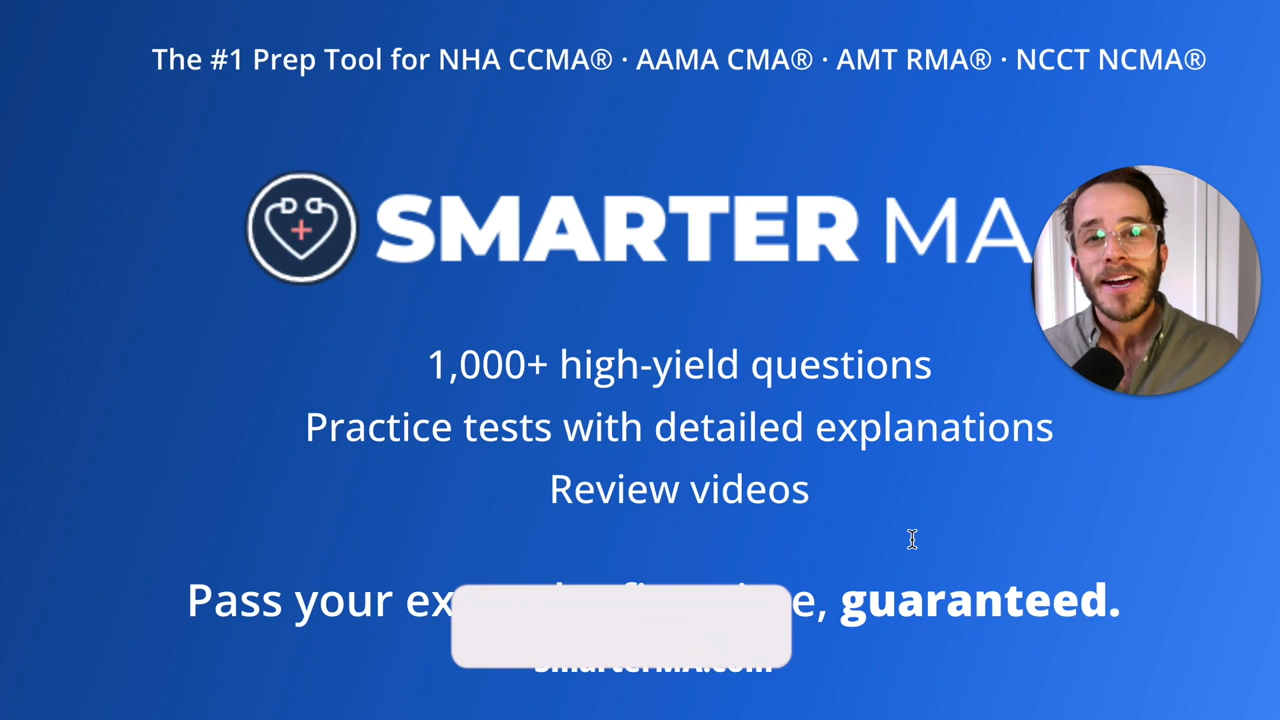 The #1 Prep Tool for NHA CCMA® · AAMA CMA® · AMT RMA® · NCCT NCMA®
SMARTER MA
1,000+ high-yield questions
Practice tests with detailed explanations
Review videos
Pass your guaranteed.